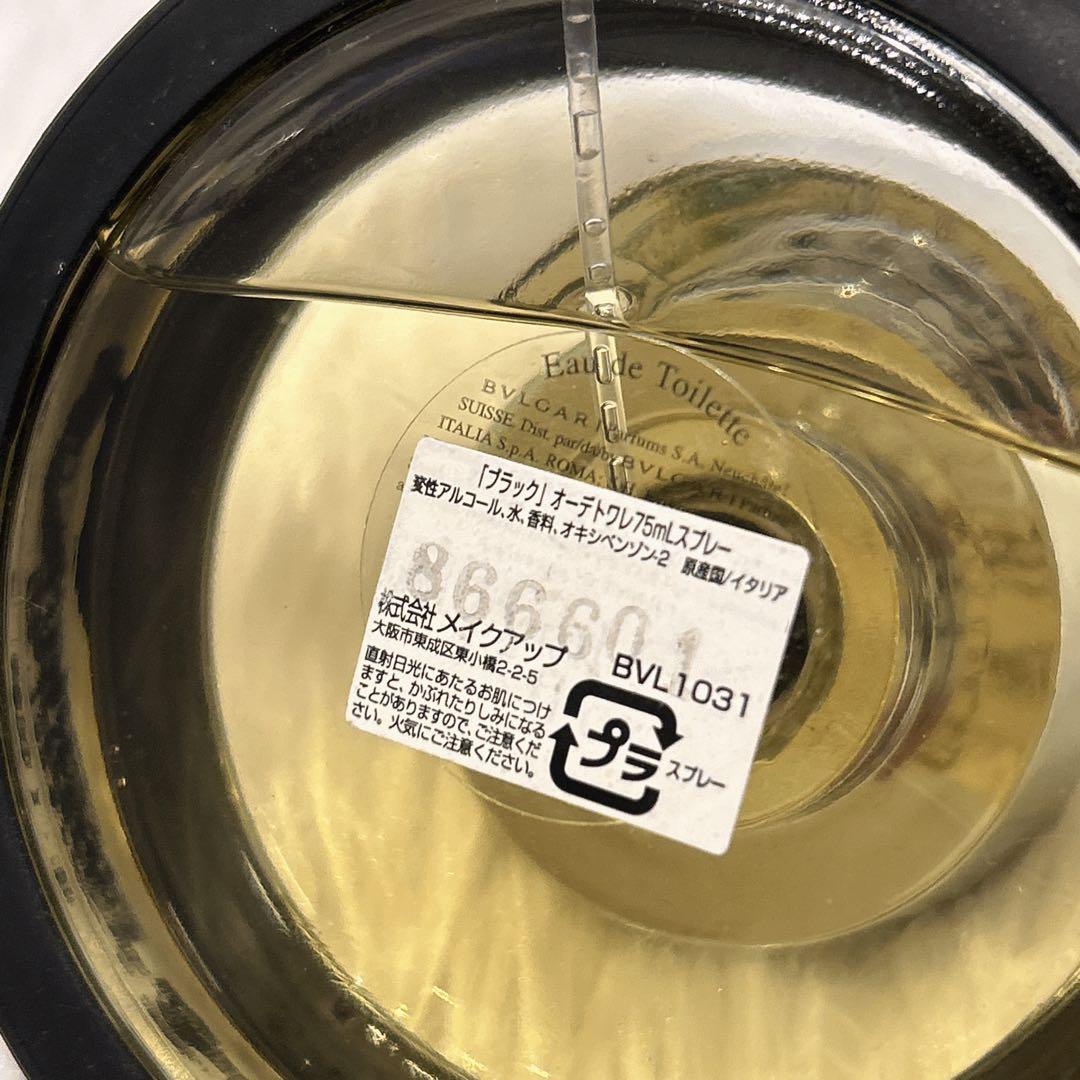 Eau de Toilette
BVLGARI Parfums S.A. Neuchâtel
SUISSE Dist. par/da/by BVLGARI Parfums
ITALIA S.p.A. ROMA
「ブラック」オーデトワレ75mLスプレー
変性アルコール、水、香料、オキシベンゾン-2 原産国/イタリア
866601
株式会社 メイクアップ
大阪市東成区東小橋2-2-5
BVL1031
直射日光にあたるお肌につけ
ますと、かぶれたりしみになる
ことがありますので、ご注意くだ
さい。火気にご注意ください。
プラ
スプレー